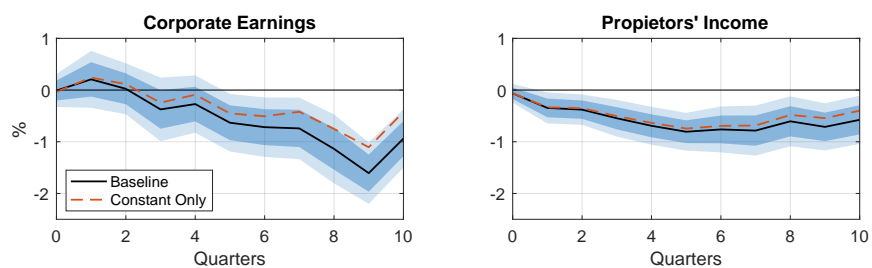 Corporate Earnings
1
0
-1
-2
%
Baseline
Constant Only
0 2 4 6 8 10
Quarters
Propietors' Income
1
0
-1
-2
0 2 4 6 8 10
Quarters